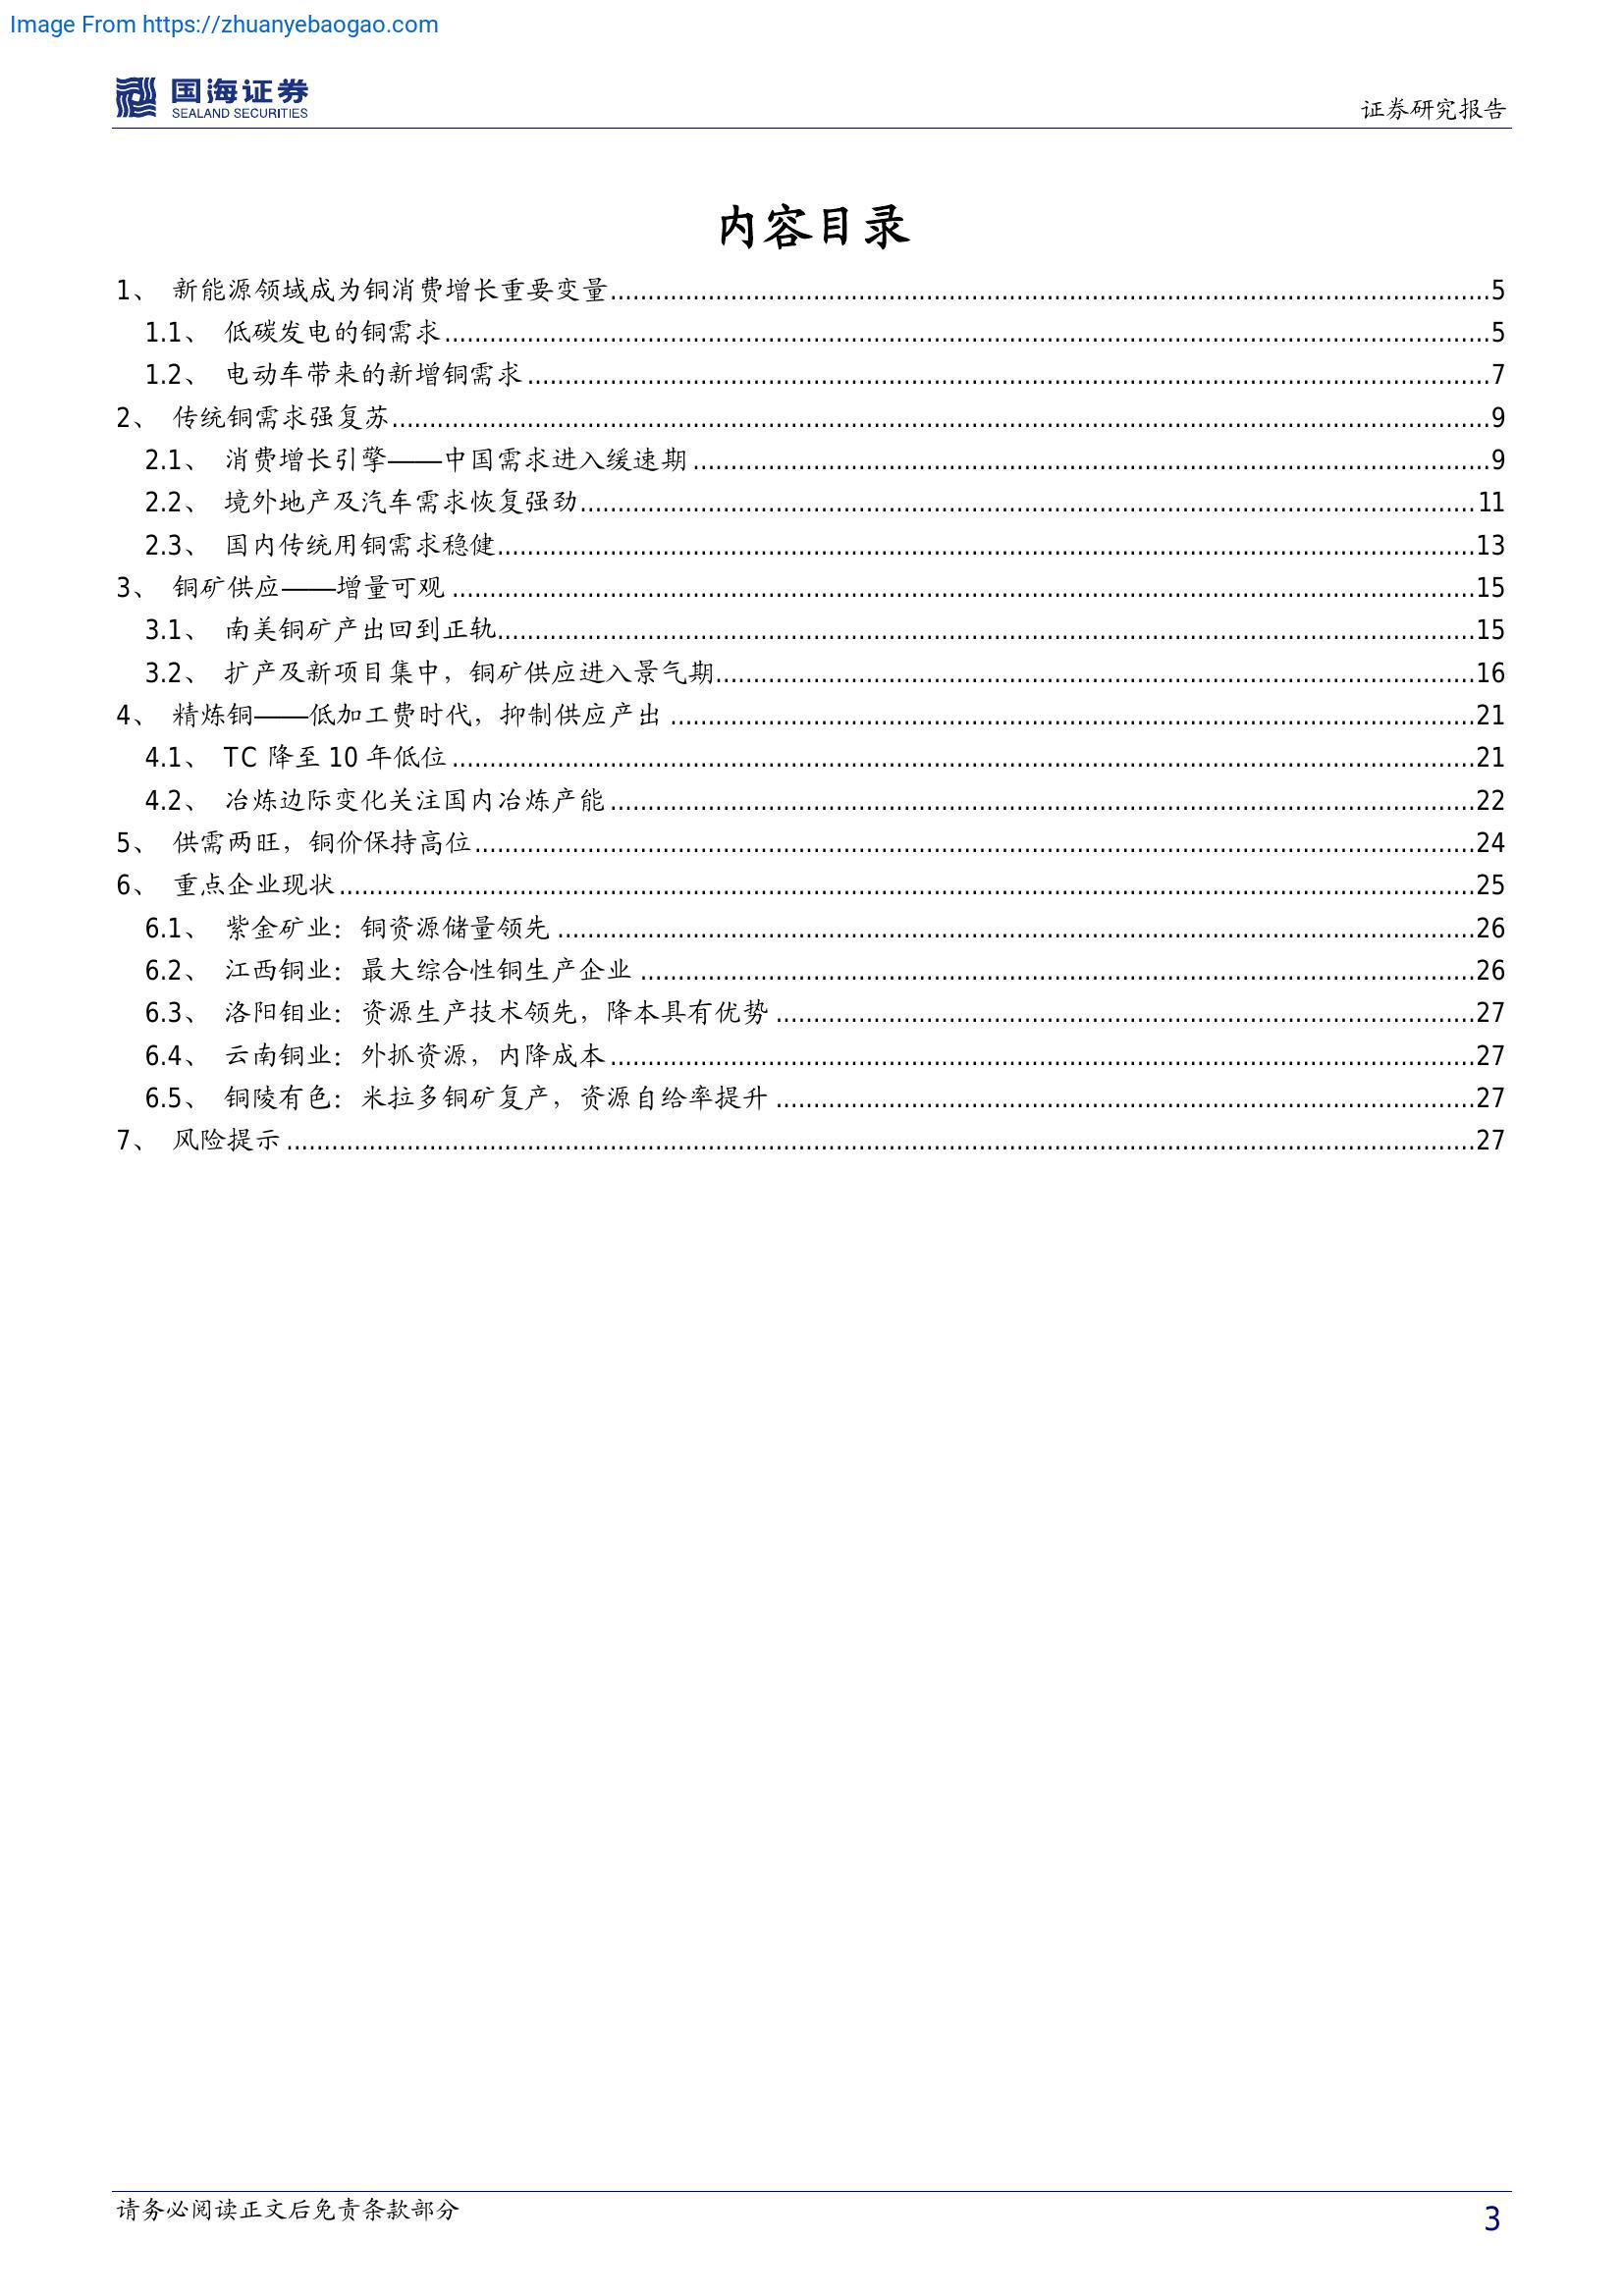 Image From https://zhuanyebaogao.com
国海证券
SEALAND SECURITIES
证券研究报告
内容目录
1、 新能源领域成为铜消费增长重要变量........................5
1.1、 低碳发电的铜需求........................5
1.2、 电动车带来的新增铜需求........................7
2、 传统铜需求强复苏........................9
2.1、 消费增长引擎——中国需求进入缓速期........................9
2.2、 境外地产及汽车需求恢复强劲........................11
2.3、 国内传统用铜需求稳健........................13
3、 铜矿供应——增量可观........................15
3.1、 南美铜矿产出回到正轨........................15
3.2、 扩产及新项目集中，铜矿供应进入景气期........................16
4、 精炼铜——低加工费时代，抑制供应产出........................21
4.1、 TC 降至 10 年低位........................21
4.2、 冶炼边际变化关注国内冶炼产能........................22
5、 供需两旺，铜价保持高位........................24
6、 重点企业现状........................25
6.1、 紫金矿业：铜资源储量领先........................26
6.2、 江西铜业：最大综合性铜生产企业........................26
6.3、 洛阳钼业：资源生产技术领先，降本具有优势........................27
6.4、 云南铜业：外抓资源，内降成本........................27
6.5、 铜陵有色：米拉多铜矿复产，资源自给率提升........................27
7、 风险提示........................27
请务必阅读正文后免责条款部分
3